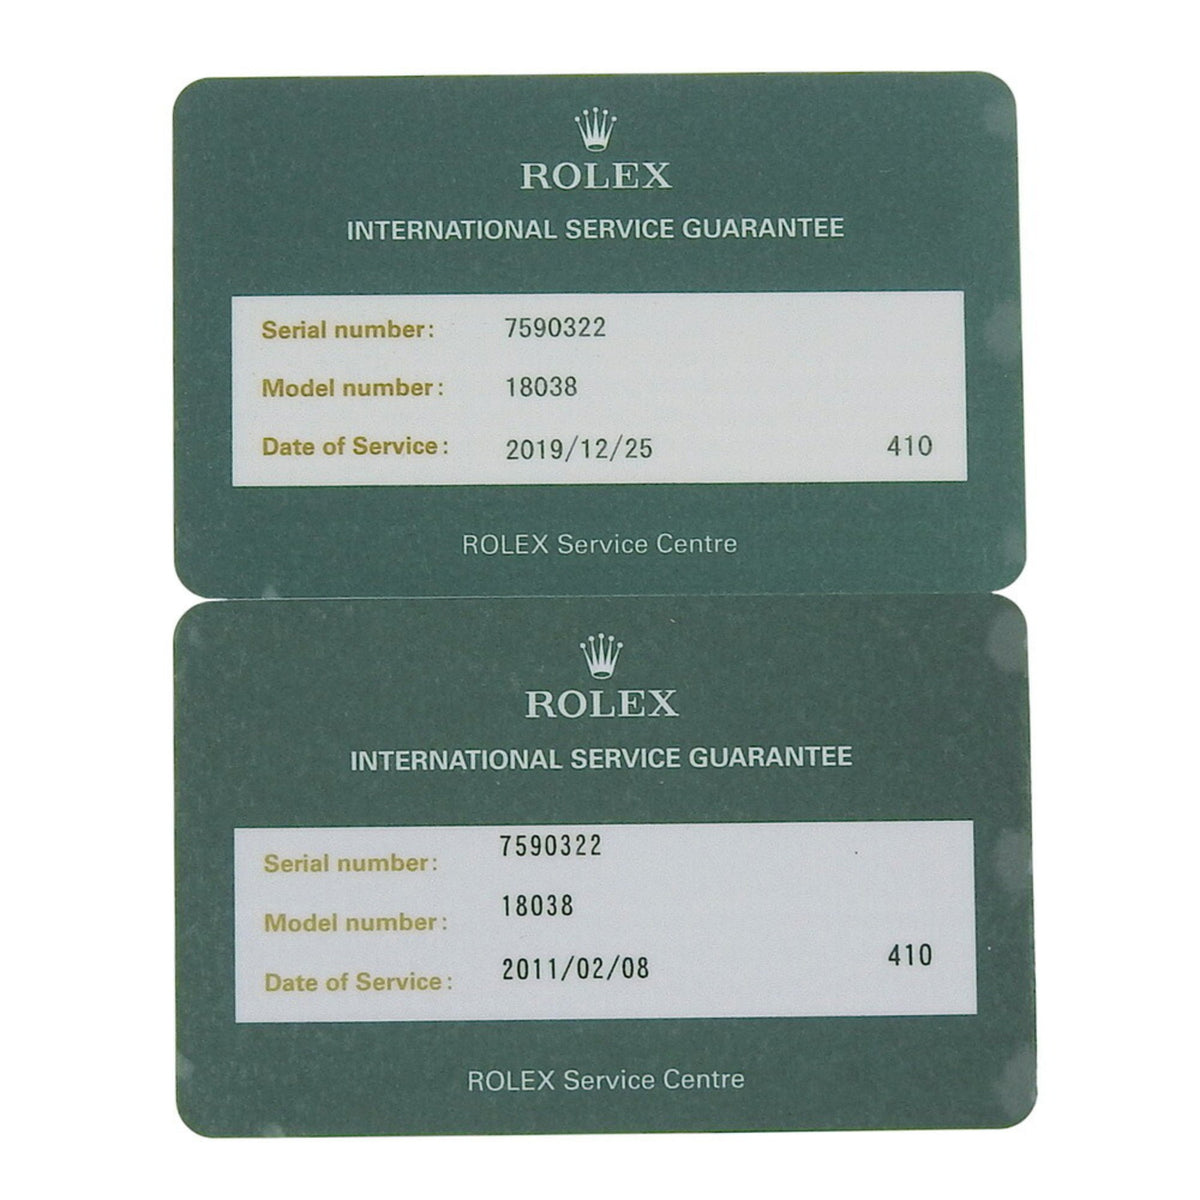 ROLEX
INTERNATIONAL SERVICE GUARANTEE
Serial number: 7590322
Model number: 18038
Date of Service: 2019/12/25 410
ROLEX Service Centre
ROLEX
INTERNATIONAL SERVICE GUARANTEE
Serial number: 7590322
Model number: 18038
Date of Service: 2011/02/08 410
ROLEX Service Centre